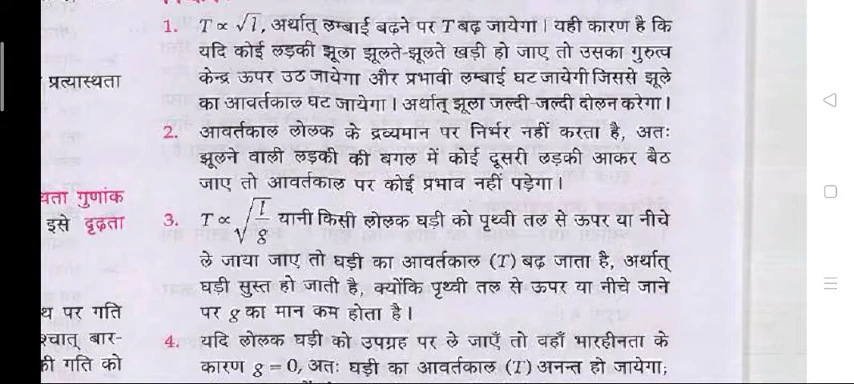 1. T ∝ √l, अर्थात् लम्बाई बढ़ने पर T बढ़ जायेगा। यही कारण है कि
यदि कोई लड़की झूला झूलते-झूलते खड़ी हो जाए तो उसका गुरुत्व
केन्द्र ऊपर उठ जायेगा और प्रभावी लम्बाई घट जायेगी जिससे झूले
का आवर्तकाल घट जायेगा। अर्थात् झूला जल्दी-जल्दी दोलन करेगा।
2. आवर्तकाल लोलक के द्रव्यमान पर निर्भर नहीं करता है, अतः
झूलने वाली लड़की की बगल में कोई दूसरी लड़की आकर बैठ
जाए तो आवर्तकाल पर कोई प्रभाव नहीं पड़ेगा।
3. T ∝ √(l/g) यानी किसी लोलक घड़ी को पृथ्वी तल से ऊपर या नीचे
ले जाया जाए तो घड़ी का आवर्तकाल (T) बढ़ जाता है, अर्थात्
घड़ी सुस्त हो जाती है, क्योंकि पृथ्वी तल से ऊपर या नीचे जाने
पर g का मान कम होता है।
4. यदि लोलक घड़ी को उपग्रह पर ले जाएँ तो वहाँ भारहीनता के
कारण g = 0, अतः घड़ी का आवर्तकाल (T) अनन्त हो जायेगा;
प्रत्यास्थता
यता गुणांक
इसे दृढ़ता
थ पर गति
श्चात् बार-
की गति को